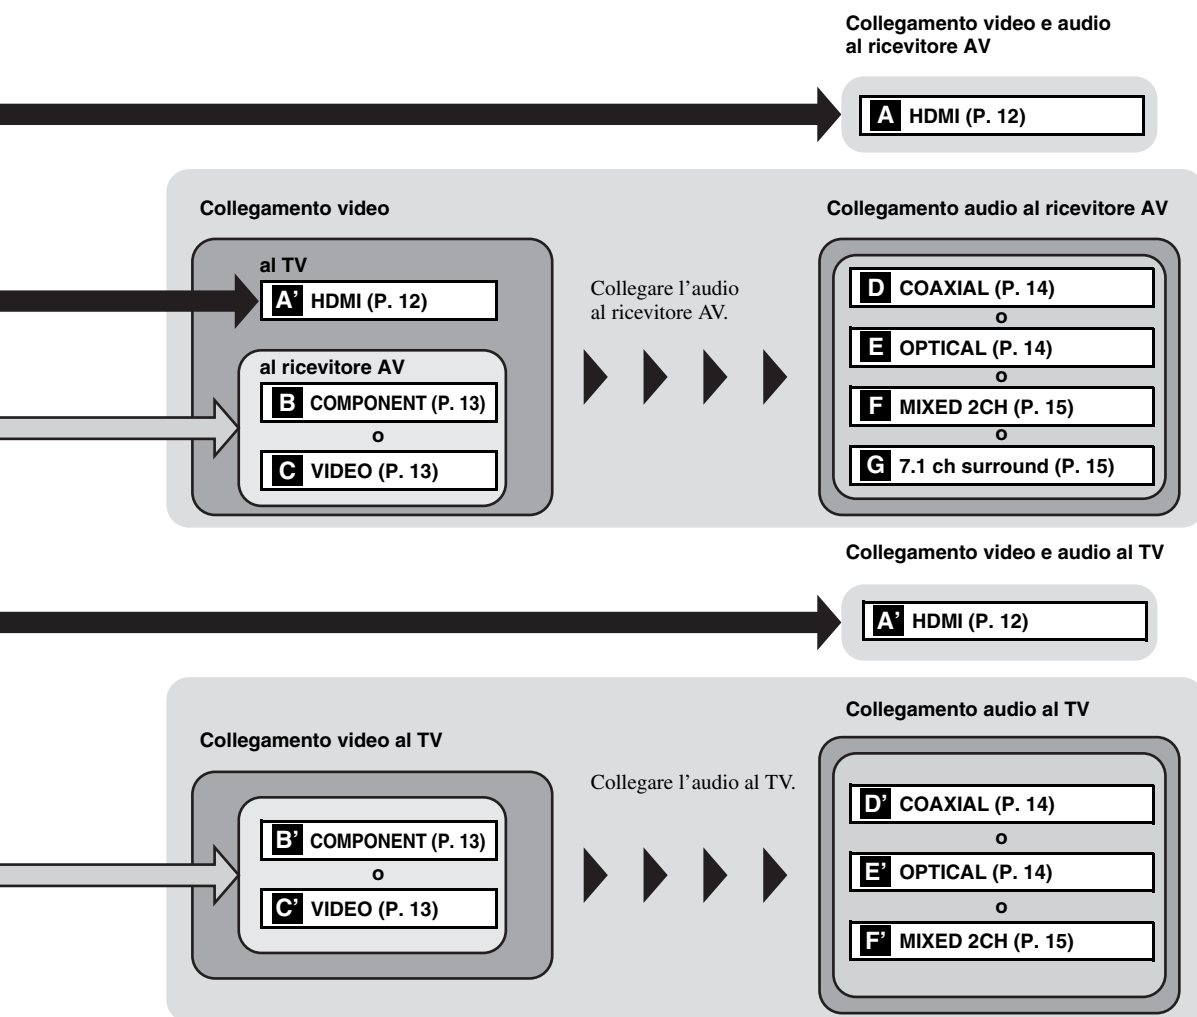 Collegamento video e audio
al ricevitore AV
A HDMI (P. 12)
Collegamento video
al TV
A' HDMI (P. 12)
al ricevitore AV
B COMPONENT (P. 13)
o
C VIDEO (P. 13)
Collegare l'audio
al ricevitore AV.
Collegamento audio al ricevitore AV
D COAXIAL (P. 14)
o
E OPTICAL (P. 14)
o
F MIXED 2CH (P. 15)
o
G 7.1 ch surround (P. 15)
Collegamento video e audio al TV
A' HDMI (P. 12)
Collegamento video al TV
B' COMPONENT (P. 13)
o
C' VIDEO (P. 13)
Collegare l'audio al TV.
Collegamento audio al TV
D' COAXIAL (P. 14)
o
E' OPTICAL (P. 14)
o
F' MIXED 2CH (P. 15)